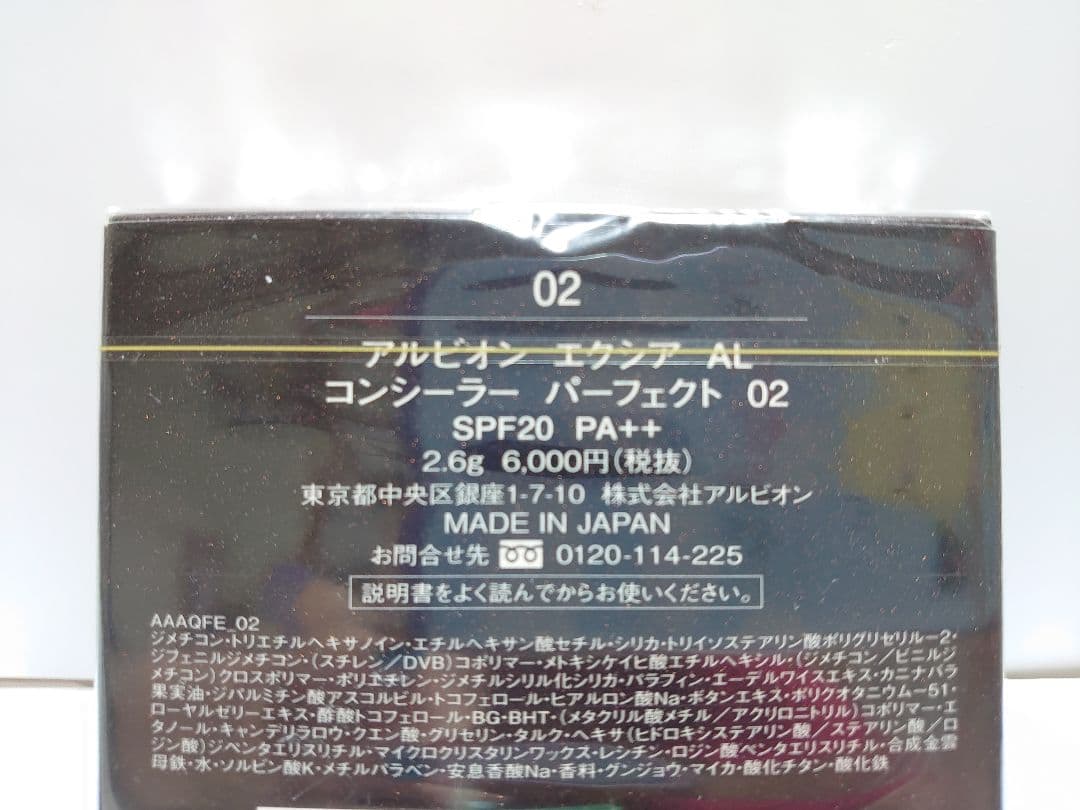 02
アルビオン エクシア AL
コンシーラー パーフェクト 02
SPF20 PA++
2.6g 6,000円(税抜)
東京都中央区銀座1-7-10 株式会社アルビオン
MADE IN JAPAN
お問合せ先 0120-114-225
説明書をよく読んでからお使いください。
AAAQFE_02
ジメチコン・トリエチルヘキサノイン・エチルヘキサン酸セチル・シリカ・トリイソステアリン酸ポリグリセリル－2・
ジフェニルジメチコン・(スチレン／DVB)コポリマー・メトキシケイヒ酸エチルヘキシル・(ジメチコン／ビニルジ
メチコン)クロスポリマー・ポリエチレン・ジメチルシリル化シリカ・パラフィン・エーデルワイスエキス・カニナバラ
果実油・ジパルミチン酸アスコルビル・トコフェロール・ヒアルロン酸Na・ボタンエキス・ポリクオタニウム－51・
ローヤルゼリーエキス・酢酸トコフェロール・BG・BHT・(メタクリル酸メチル／アクリロニトリル)コポリマー・エ
タノール・キャンデリラロウ・クエン酸・グリセリン・タルク・ヘキサ(ヒドロキシステアリン酸／ステアリン酸／ロ
ジン酸)ジペンタエリスリチル・マイクロクリスタリンワックス・レシチン・ロジン酸ペンタエリスリチル・合成金雲
母鉄・水・ソルビン酸K・メチルパラベン・安息香酸Na・香料・グンジョウ・マイカ・酸化チタン・酸化鉄